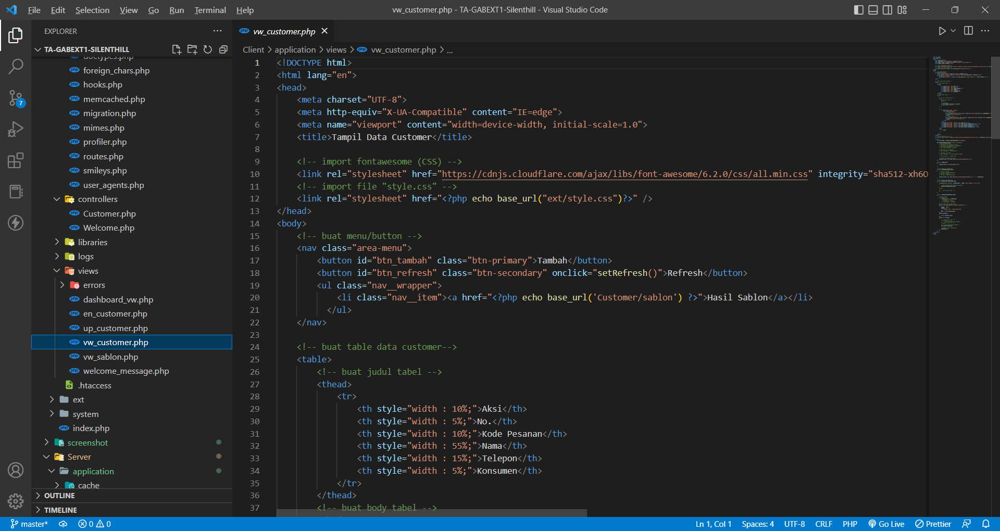 File Edit Selection View Go Run Terminal Help
vw_customer.php - TA-GABEXT1-Silenthill - Visual Studio Code
EXPLORER
TA-GABEXT1-SILENTHILL
doctypes.php
foreign_chars.php
hooks.php
memcached.php
migration.php
mimes.php
profiler.php
routes.php
smileys.php
user_agents.php
controllers
Customer.php
Welcome.php
libraries
logs
views
errors
dashboard_vw.php
en_customer.php
up_customer.php
vw_customer.php
vw_sablon.php
welcome_message.php
.htaccess
ext
system
index.php
screenshot
Server
application
cache
OUTLINE
TIMELINE
7
vw_customer.php
Client > application > views > vw_customer.php > ...
1 <!DOCTYPE html>
2 <html lang="en">
3 <head>
4 <meta charset="UTF-8">
5 <meta http-equiv="X-UA-Compatible" content="IE=edge">
6 <meta name="viewport" content="width=device-width, initial-scale=1.0">
7 <title>Tampil Data Customer</title>
8
9 <!-- import fontawesome (CSS) -->
10 <link rel="stylesheet" href="https://cdnjs.cloudflare.com/ajax/libs/font-awesome/6.2.0/css/all.min.css" integrity="sha512-xh6O
11 <!-- import file "style.css" -->
12 <link rel="stylesheet" href="<?php echo base_url("ext/style.css")?>" />
13 </head>
14 <body>
15 <!-- buat menu/button -->
16 <nav class="area-menu">
17 <button id="btn_tambah" class="btn-primary">Tambah</button>
18 <button id="btn_refresh" class="btn-secondary" onclick="setRefresh()">Refresh</button>
19 <ul class="nav__wrapper">
20 <li class="nav__item"><a href="<?php echo base_url('Customer/sablon') ?>">Hasil Sablon</a></li>
21 </ul>
22 </nav>
23
24 <!-- buat table data customer-->
25 <table>
26 <!-- buat judul tabel -->
27 <thead>
28 <tr>
29 <th style="width : 10%;">Aksi</th>
30 <th style="width : 5%;">No.</th>
31 <th style="width : 10%;">Kode Pesanan</th>
32 <th style="width : 55%;">Nama</th>
33 <th style="width : 15%;">Telepon</th>
34 <th style="width : 5%;">Konsumen</th>
35 </tr>
36 </thead>
37 <!-- buat body tabel -->
master* 0 0 Ln 1, Col 1 Spaces: 4 UTF-8 CRLF PHP Go Live Prettier